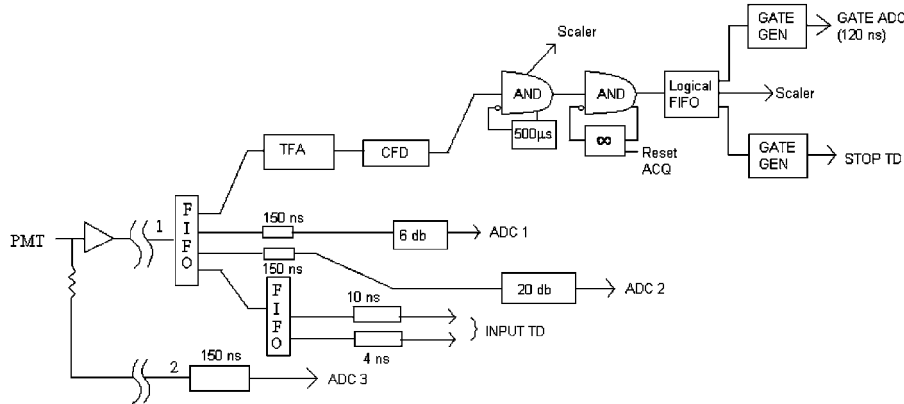 GATE GEN
GATE ADC
(120 ns)
Scaler
AND
AND
Logical FIFO
Scaler
500μs
∞
Reset ACQ
GATE GEN
STOP TD
TFA
CFD
PMT
1
FIFO
150 ns
6 db
ADC 1
150 ns
20 db
ADC 2
FIFO
10 ns
INPUT TD
4 ns
2
150 ns
ADC 3